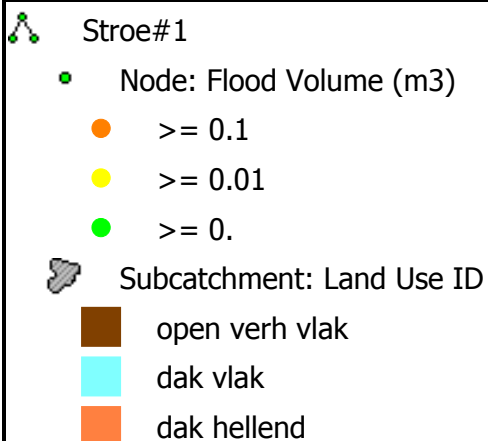 Stroe#1
Node: Flood Volume (m3)
>= 0.1
>= 0.01
>= 0.
Subcatchment: Land Use ID
open verh vlak
dak vlak
dak hellend